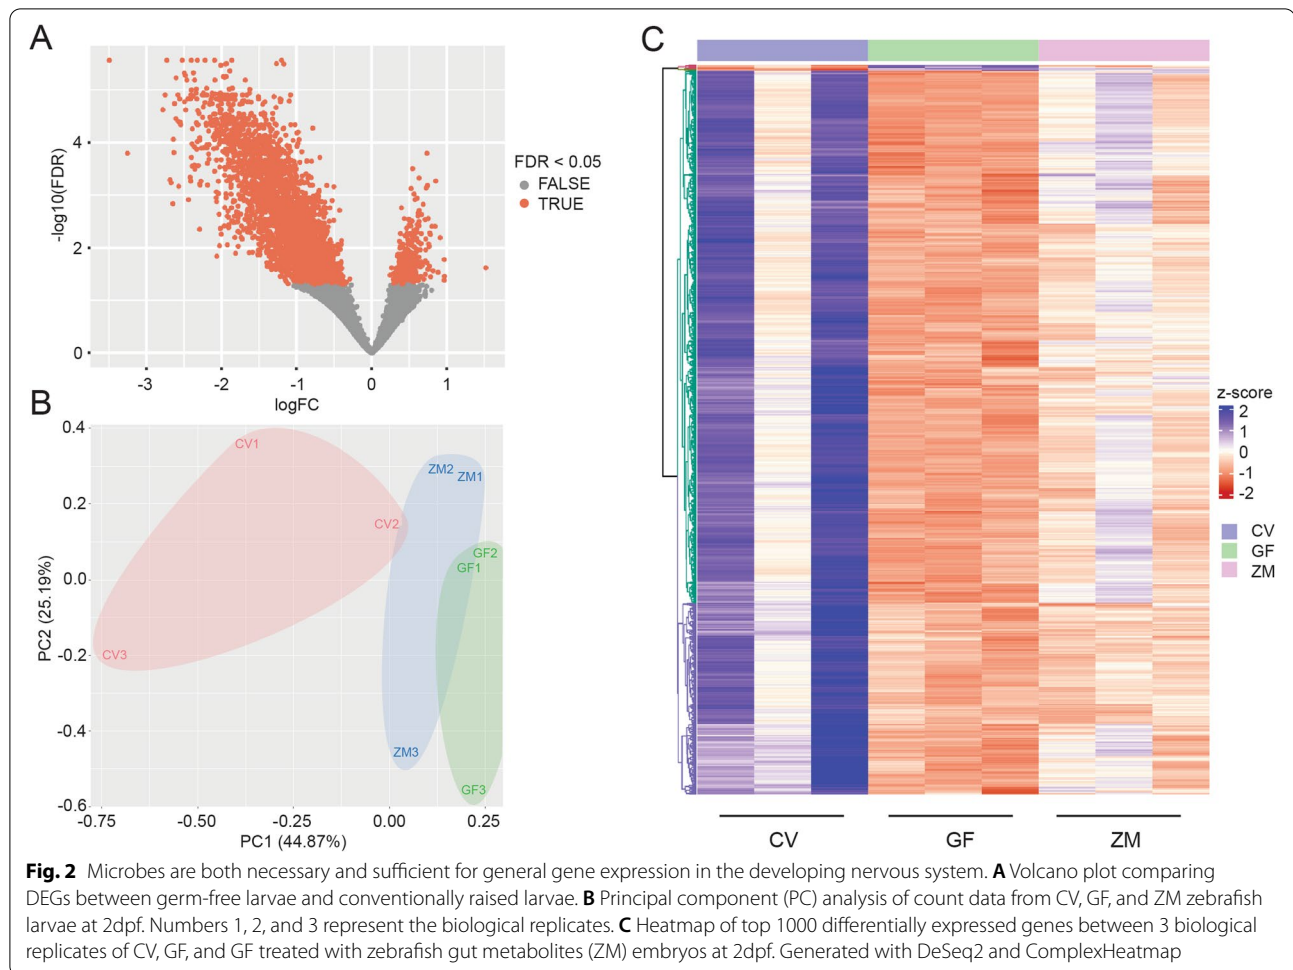 A
-log10(FDR)
4
2
0
-3
-2
-1
0
1
logFC
FDR < 0.05
FALSE
TRUE
B
PC2 (25.19%)
0.4
0.2
0.0
-0.2
-0.4
-0.6
CV1
CV2
CV3
ZM2
ZM1
ZM3
GF2
GF1
GF3
-0.75
-0.50
-0.25
0.00
0.25
PC1 (44.87%)
C
z-score
2
1
0
-1
-2
CV
GF
ZM
CV
GF
ZM
Fig. 2 Microbes are both necessary and sufficient for general gene expression in the developing nervous system. A Volcano plot comparing
DEGs between germ-free larvae and conventionally raised larvae. B Principal component (PC) analysis of count data from CV, GF, and ZM zebrafish
larvae at 2dpf. Numbers 1, 2, and 3 represent the biological replicates. C Heatmap of top 1000 differentially expressed genes between 3 biological
replicates of CV, GF, and GF treated with zebrafish gut metabolites (ZM) embryos at 2dpf. Generated with DeSeq2 and ComplexHeatmap